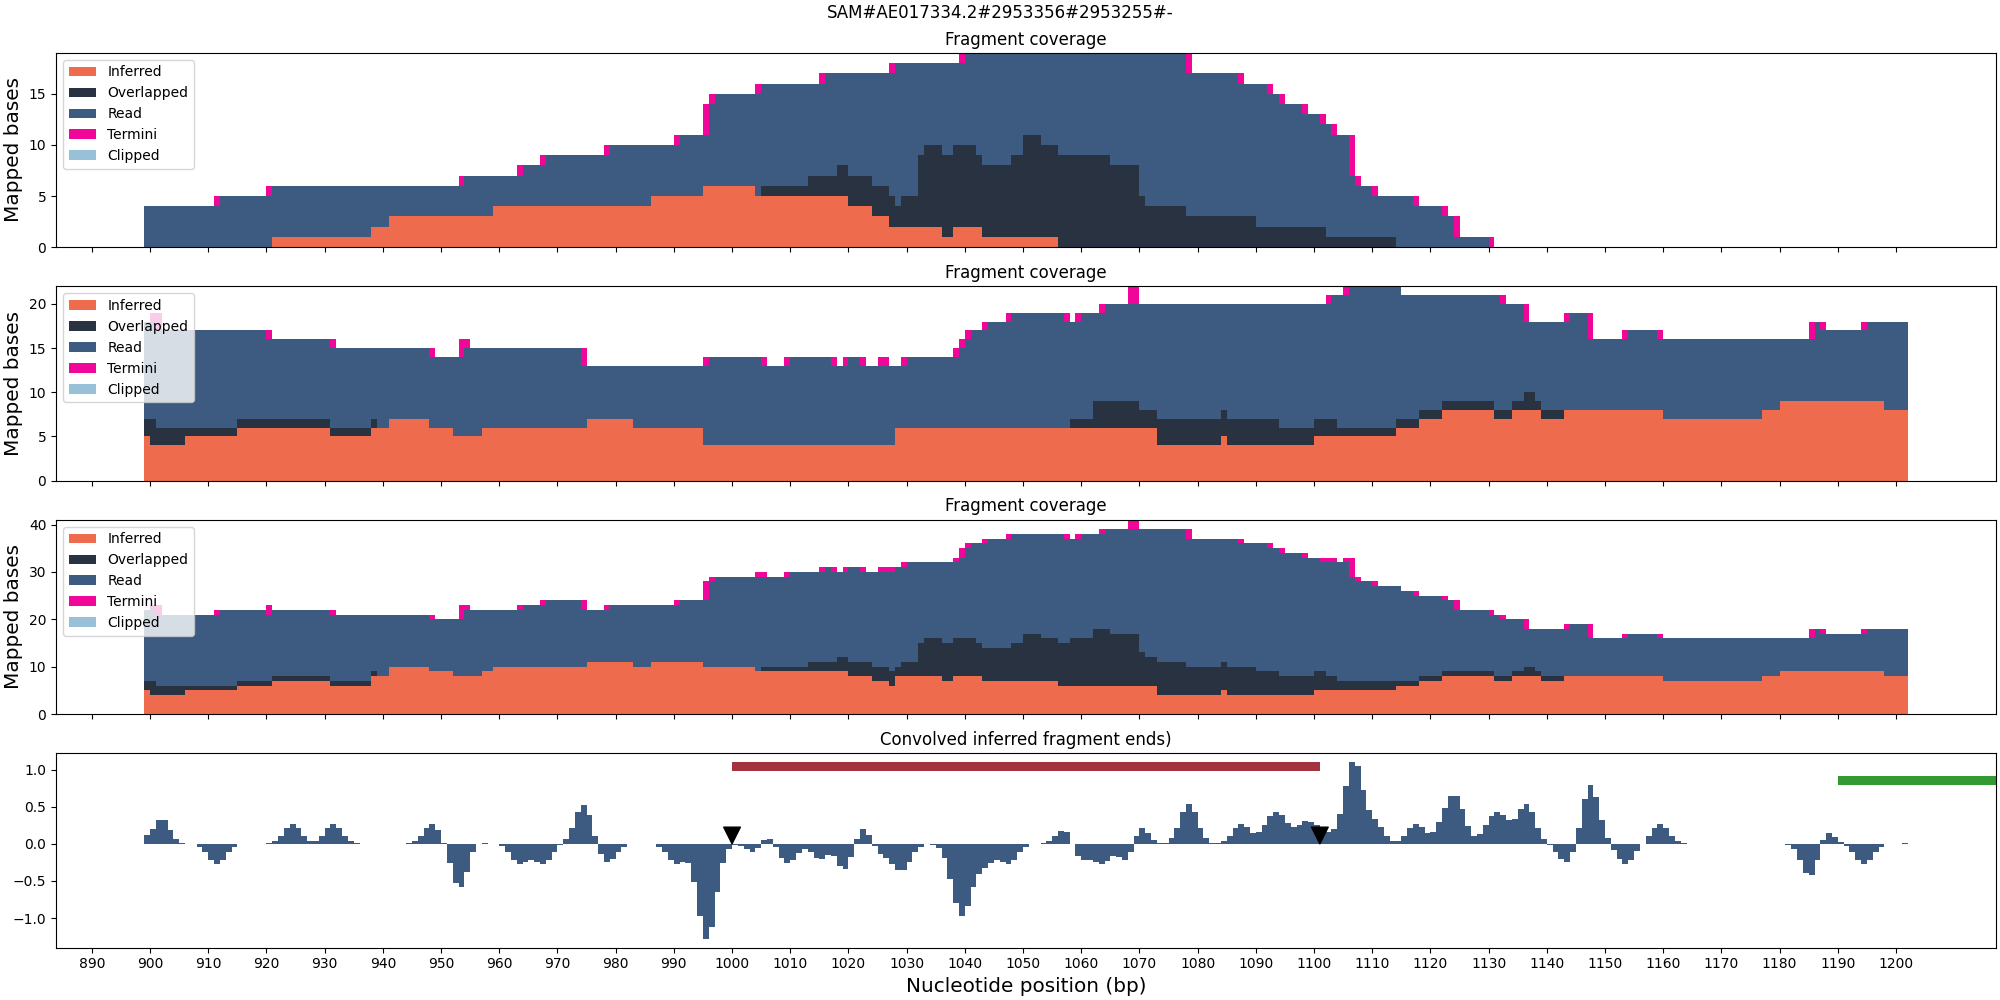 SAM#AE017334.2#2953356#2953255#-
Fragment coverage
Mapped bases
15
10
5
0
Inferred
Overlapped
Read
Termini
Clipped
Fragment coverage
Mapped bases
20
15
10
5
0
Inferred
Overlapped
Read
Termini
Clipped
Fragment coverage
Mapped bases
40
30
20
10
0
Inferred
Overlapped
Read
Termini
Clipped
Convolved inferred fragment ends)
1.0
0.5
0.0
−0.5
−1.0
890 900 910 920 930 940 950 960 970 980 990 1000 1010 1020 1030 1040 1050 1060 1070 1080 1090 1100 1110 1120 1130 1140 1150 1160 1170 1180 1190 1200
Nucleotide position (bp)